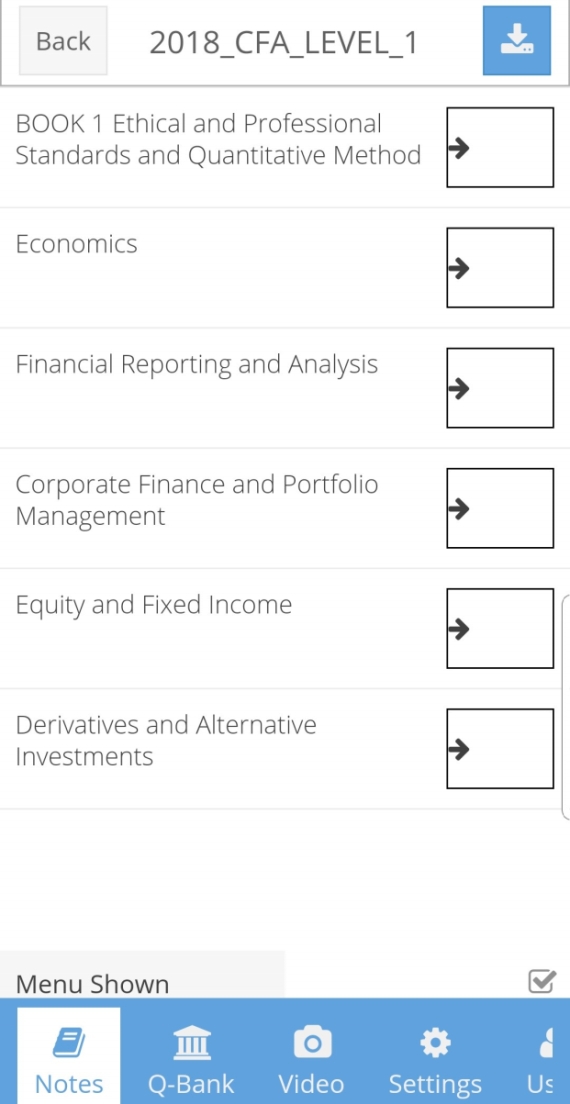 Back
2018_CFA_LEVEL_1
BOOK 1 Ethical and Professional
Standards and Quantitative Method
Economics
Financial Reporting and Analysis
Corporate Finance and Portfolio
Management
Equity and Fixed Income
Derivatives and Alternative
Investments
Menu Shown
Notes
Q-Bank
Video
Settings
Us